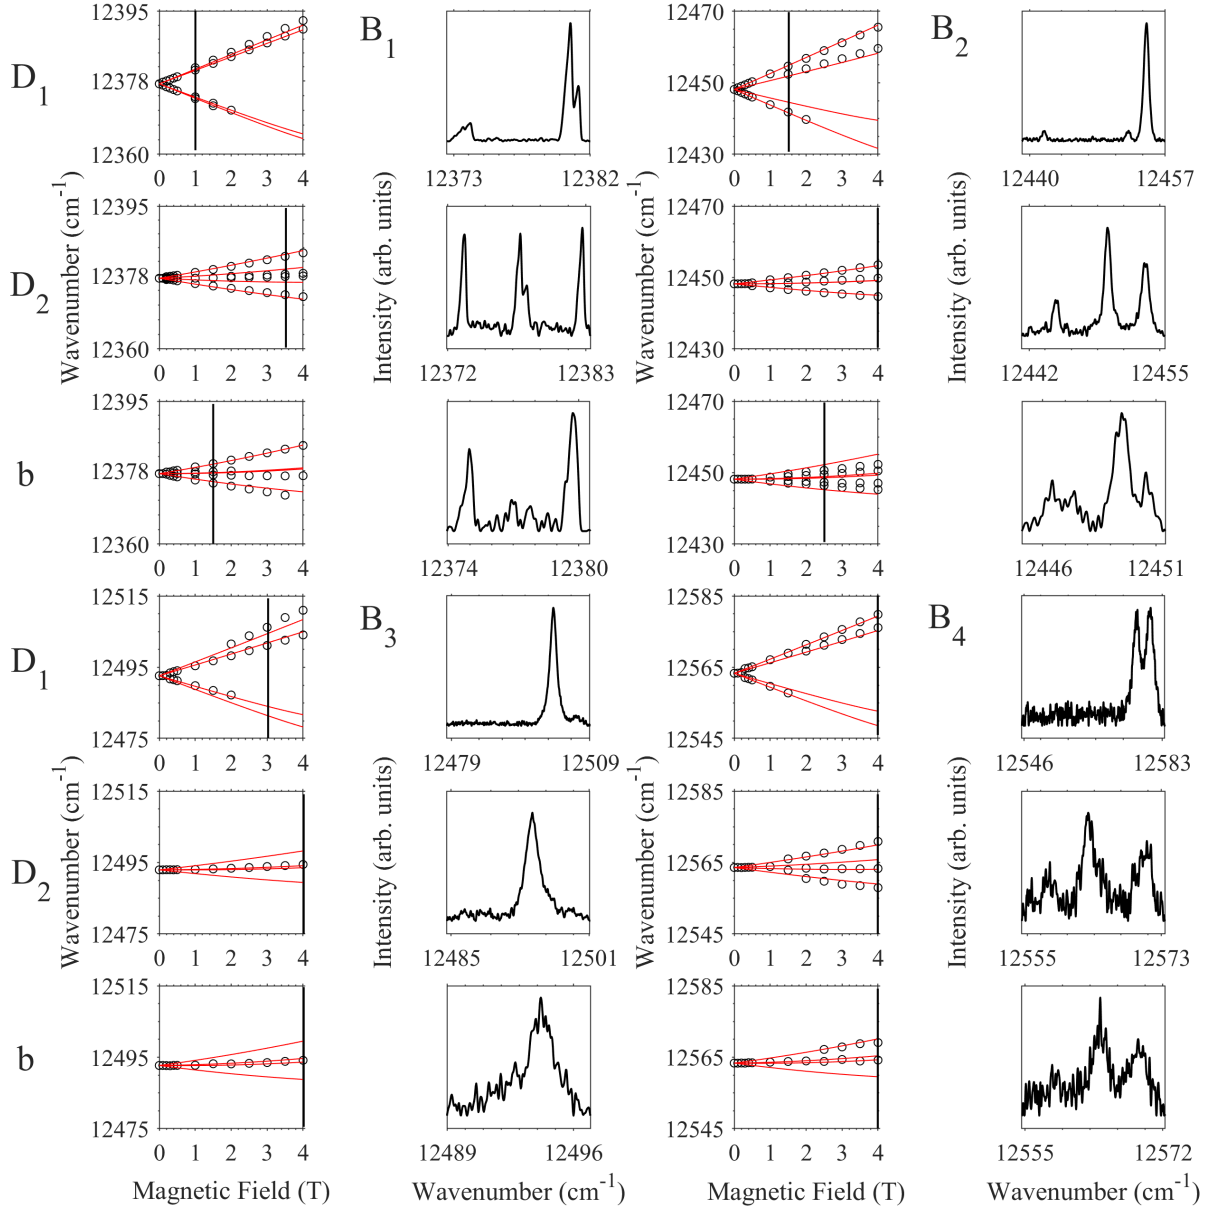 12395 12378 12360
D1
B1
0 1 2 3 4
12373 12382
12470 12450 12430
B2
0 1 2 3 4
12440 12457
Wavenumber (cm-1)
Intensity (arb. units)
Wavenumber (cm-1)
Intensity (arb. units)
12395 12378 12360
D2
0 1 2 3 4
12372 12383
12470 12450 12430
0 1 2 3 4
12442 12455
12395 12378 12360
b
0 1 2 3 4
12374 12380
12470 12450 12430
0 1 2 3 4
12446 12451
12515 12495 12475
D1
B3
0 1 2 3 4
12479 12509
12585 12565 12545
B4
0 1 2 3 4
12546 12583
Wavenumber (cm-1)
Intensity (arb. units)
Wavenumber (cm-1)
Intensity (arb. units)
12515 12495 12475
D2
0 1 2 3 4
12485 12501
12585 12565 12545
0 1 2 3 4
12555 12573
12515 12495 12475
b
0 1 2 3 4
12489 12496
12585 12565 12545
0 1 2 3 4
12555 12572
Magnetic Field (T)
Wavenumber (cm-1)
Magnetic Field (T)
Wavenumber (cm-1)